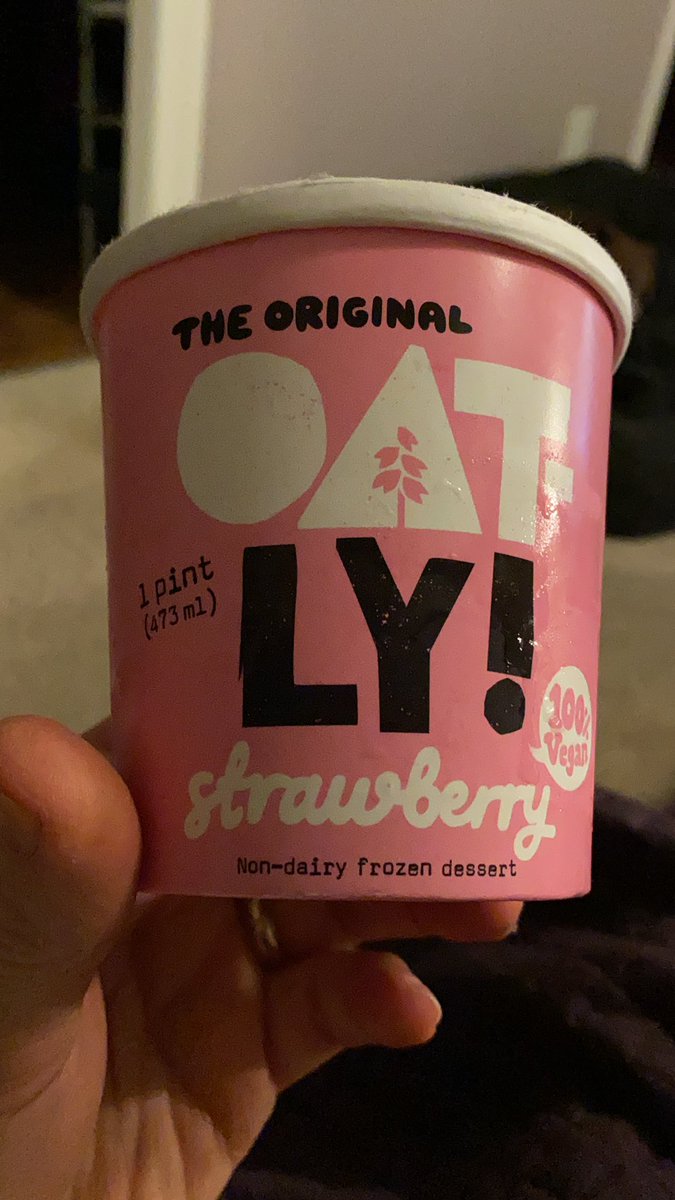 THE ORIGINAL
OAT-
LY!
1 pint
(473 ml)
100%
Vegan
strawberry
Non-dairy frozen dessert